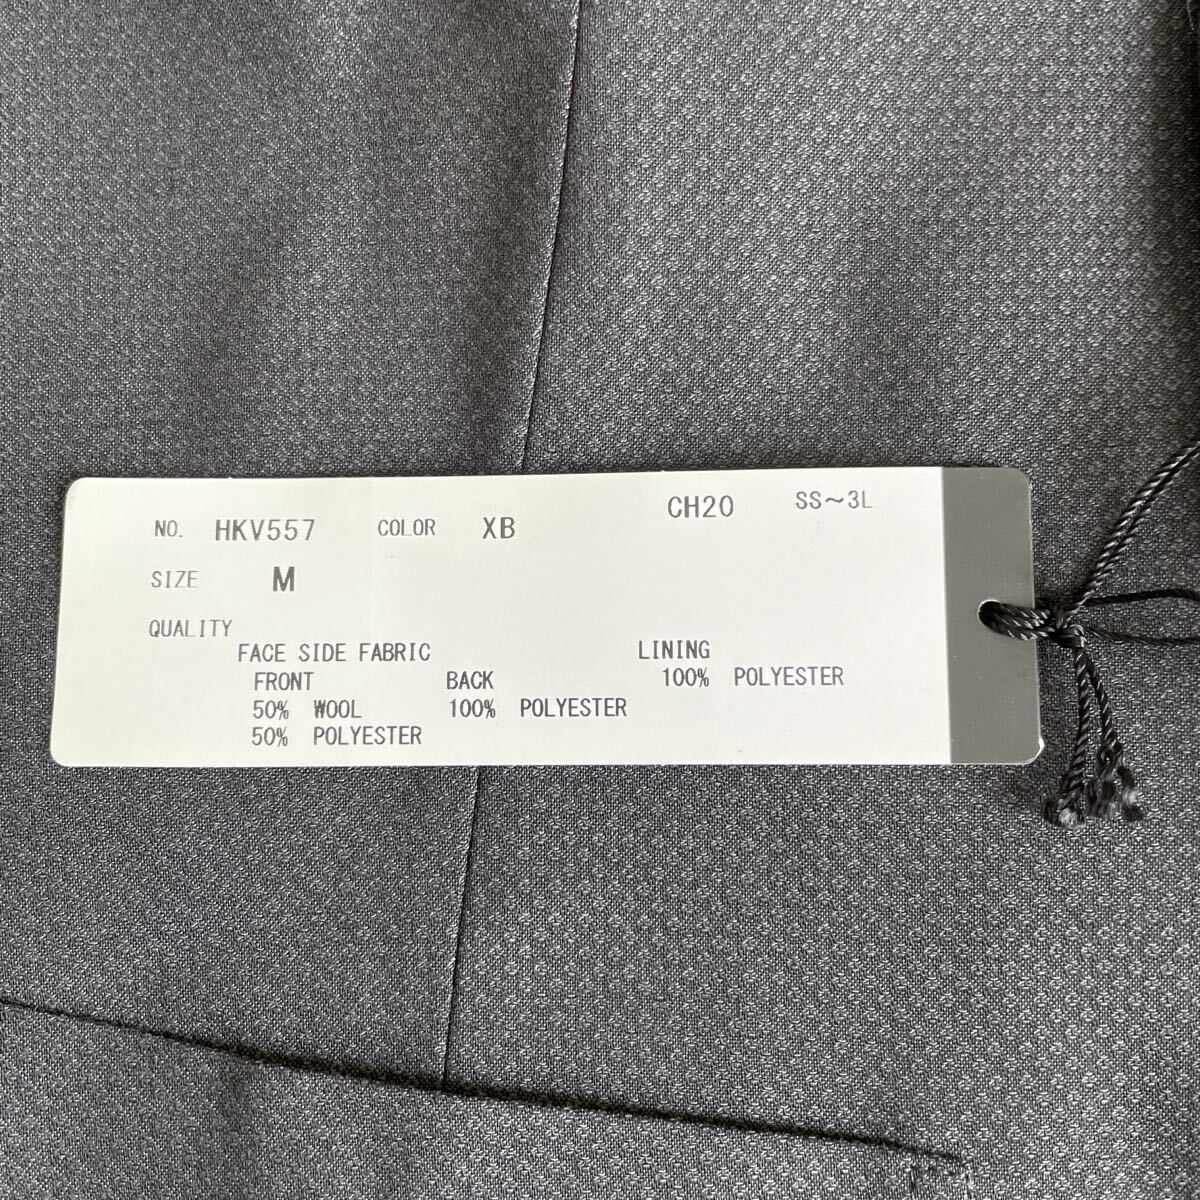 NO. HKV557 COLOR XB CH20 SS～3L
SIZE M
QUALITY
FACE SIDE FABRIC LINING
FRONT BACK 100% POLYESTER
50% WOOL 100% POLYESTER
50% POLYESTER